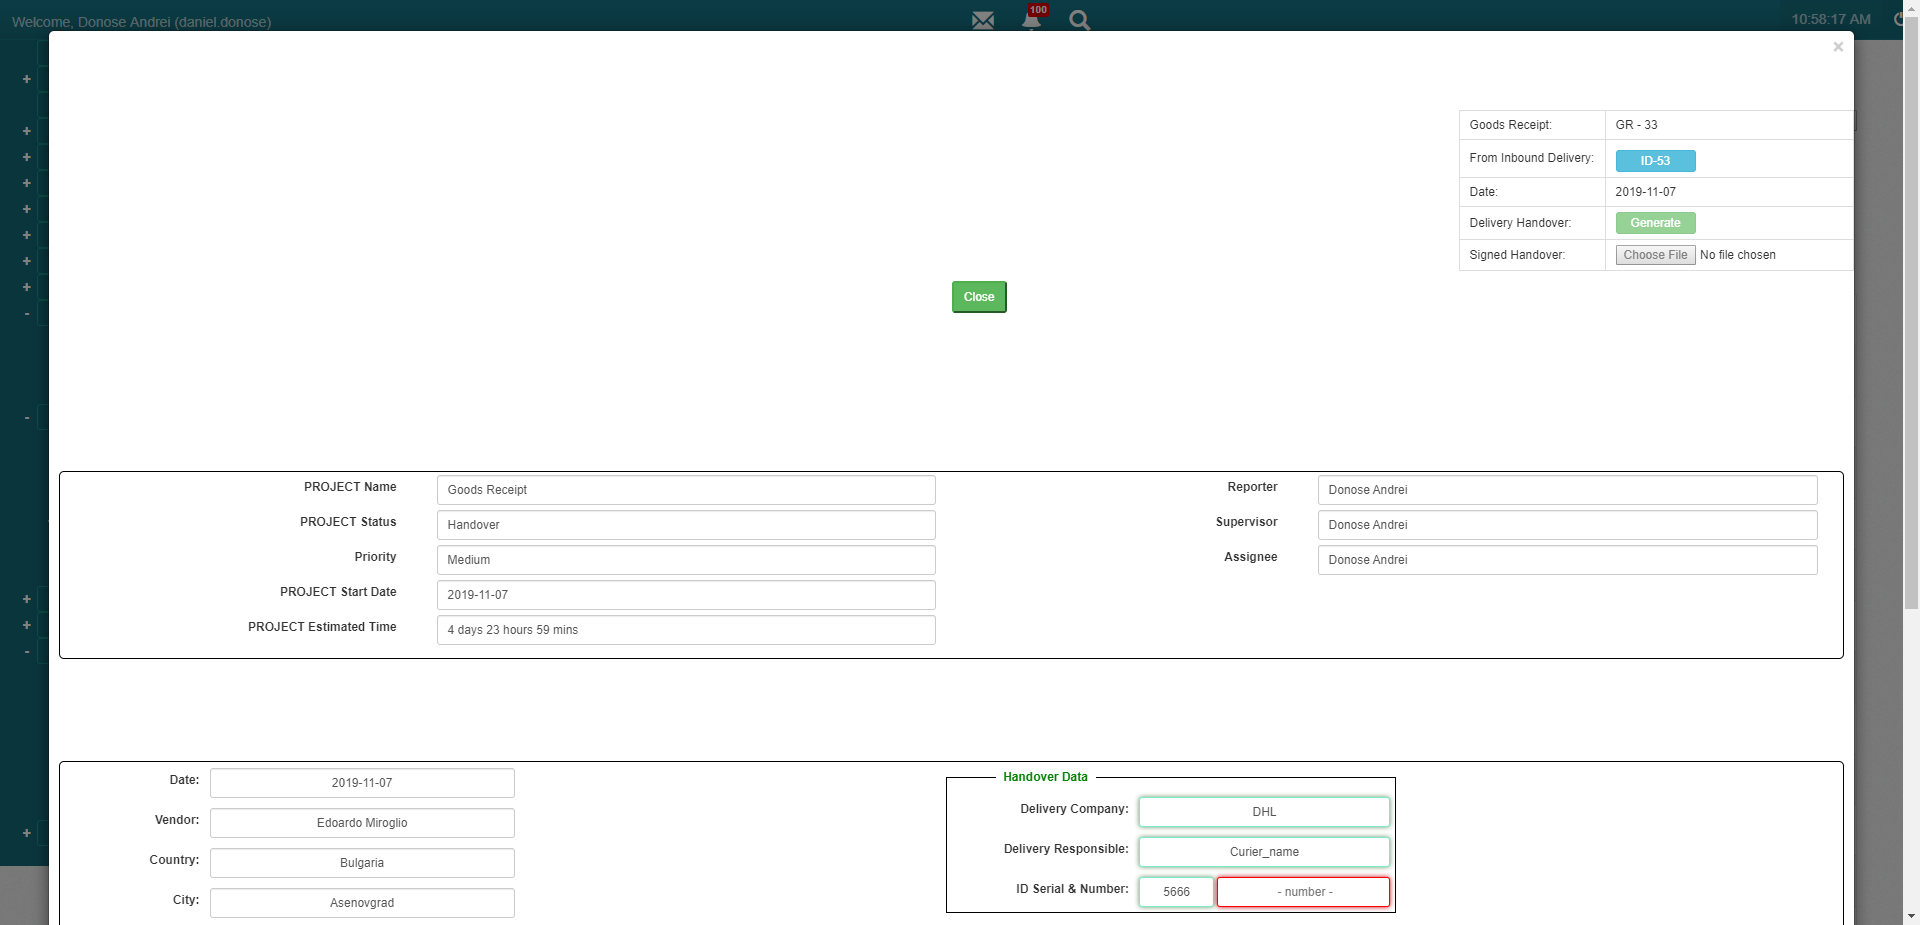 Welcome, Donose Andrei (daniel.donose)
100
10:58:17 AM
×
Goods Receipt: GR - 33
From Inbound Delivery: ID-53
Date: 2019-11-07
Delivery Handover: Generate
Signed Handover: Choose File No file chosen
Close
PROJECT Name Goods Receipt
Reporter Donose Andrei
PROJECT Status Handover
Supervisor Donose Andrei
Priority Medium
Assignee Donose Andrei
PROJECT Start Date 2019-11-07
PROJECT Estimated Time 4 days 23 hours 59 mins
Date: 2019-11-07
Vendor: Edoardo Miroglio
Country: Bulgaria
City: Asenovgrad
Handover Data
Delivery Company: DHL
Delivery Responsible: Curier_name
ID Serial & Number: 5666 - number -